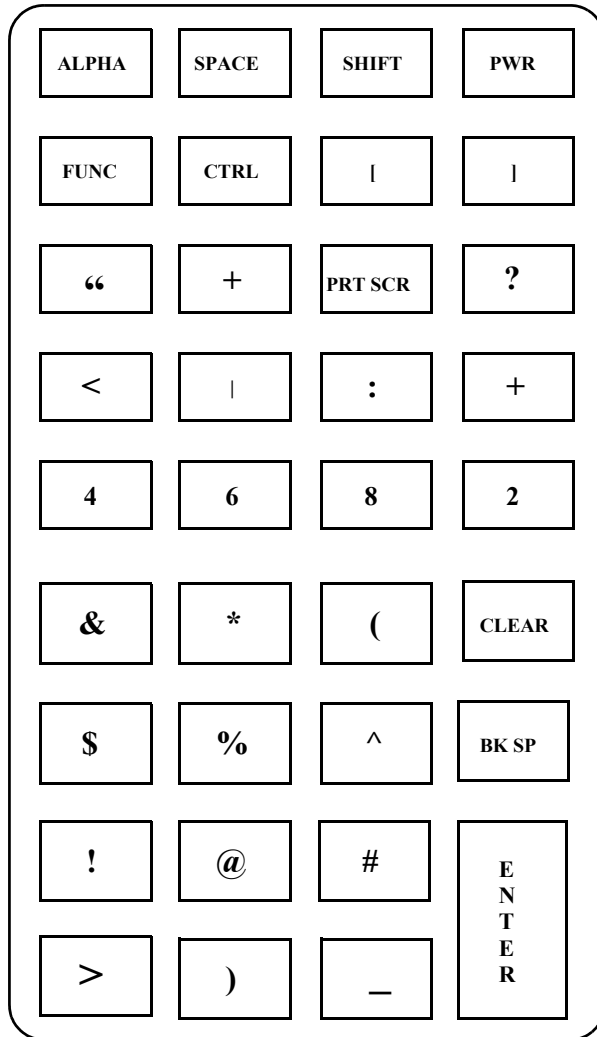 ALPHA SPACE SHIFT PWR
FUNC CTRL [ ]
“ + PRT SCR ?
< | : +
4 6 8 2
& * ( CLEAR
$ % ^ BK SP
! @ #
E
N
T
E
R
> ) _